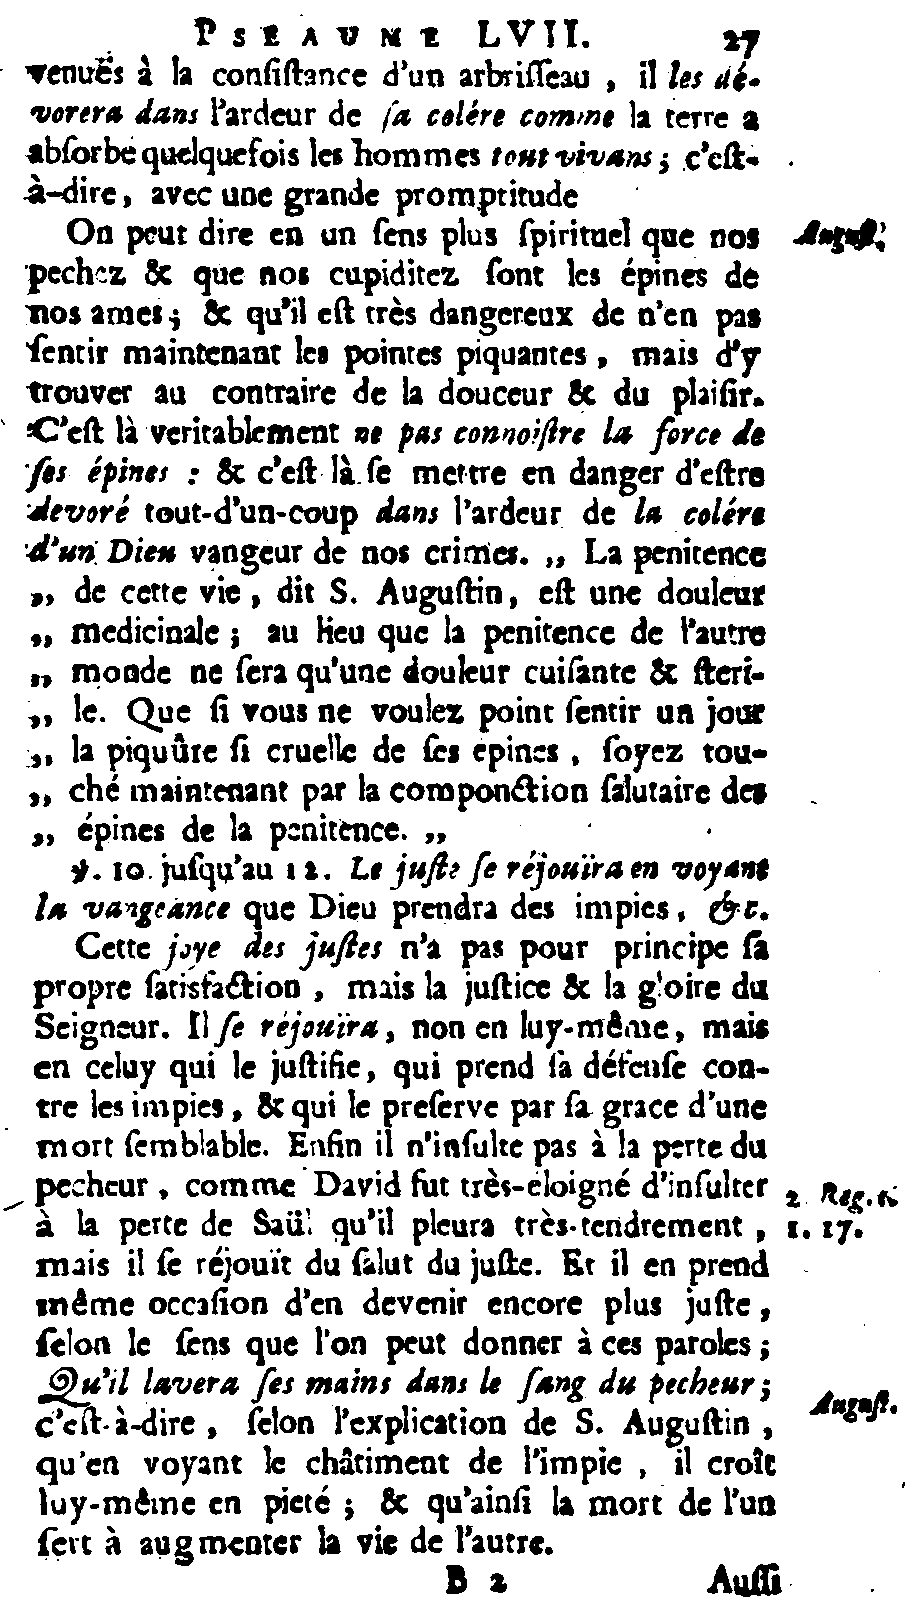 PSEAUME LVII. 27
venuës à la conſiſtance d'un arbriſſeau, il les dé-
vorera dans l'ardeur de ſa colére comme la terre a
abſorbé quelquefois les hommes tout vivans; c'eſt-
à-dire, avec une grande promptitude
On peut dire en un ſens plus ſpirituel que nos Auguſt.
pechez & que nos cupiditez ſont les épines de
nos ames; & qu'il eſt très dangereux de n'en pas
ſentir maintenant les pointes piquantes, mais d'y
trouver au contraire de la douceur & du plaiſir.
C'eſt là veritablement ne pas connoiſtre la force de
ſes épines: & c'eſt là ſe mettre en danger d'eſtre
devoré tout-d'un-coup dans l'ardeur de la colére
d'un Dieu vangeur de nos crimes. „ La penitence
„ de cette vie, dit S. Auguſtin, eſt une douleur
„ medicinale; au lieu que la penitence de l'autre
„ monde ne ſera qu'une douleur cuiſante & ſteri-
„ le. Que ſi vous ne voulez point ſentir un jour
„ la piquûre ſi cruelle de ſes épines, ſoyez tou-
„ ché maintenant par la componction ſalutaire des
„ épines de la penitence. „
℣. 10. juſqu'au 12. Le juſte ſe réjouïra en voyant
la vangeance que Dieu prendra des impies, &c.
Cette joye des juſtes n'a pas pour principe ſa
propre ſatisfaction, mais la juſtice & la gloire du
Seigneur. Il ſe réjouïra, non en luy-même, mais
en celuy qui le juſtifie, qui prend ſa défenſe con-
tre les impies, & qui le preſerve par ſa grace d'une
mort ſemblable. Enfin il n'inſulte pas à la perte du
pecheur, comme David fut très-éloigné d'inſulter 2. Reg. c.
à la perte de Saül qu'il pleura très-tendrement, 1. 17.
mais il ſe réjouït du ſalut du juſte. Et il en prend
même occaſion d'en devenir encore plus juſte,
ſelon le ſens que l'on peut donner à ces paroles;
Qu'il lavera ſes mains dans le ſang du pecheur;
c'eſt-à-dire, ſelon l'explication de S. Auguſtin, Auguſt.
qu'en voyant le châtiment de l'impie, il croît
luy-même en pieté; & qu'ainſi la mort de l'un
ſert à augmenter la vie de l'autre.
B 2 Auſſi